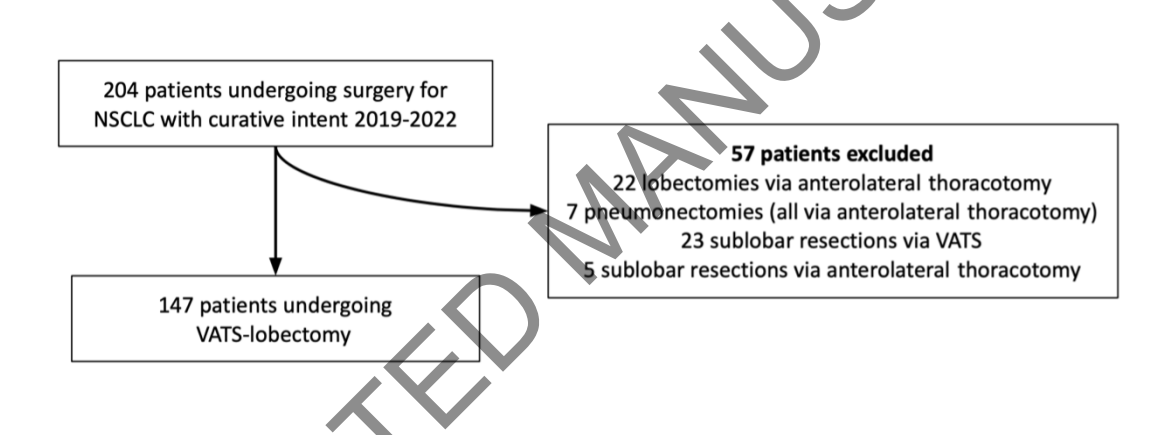 204 patients undergoing surgery for
NSCLC with curative intent 2019-2022
57 patients excluded
22 lobectomies via anterolateral thoracotomy
7 pneumonectomies (all via anterolateral thoracotomy)
23 sublobar resections via VATS
5 sublobar resections via anterolateral thoracotomy
147 patients undergoing
VATS-lobectomy
TED MANUS